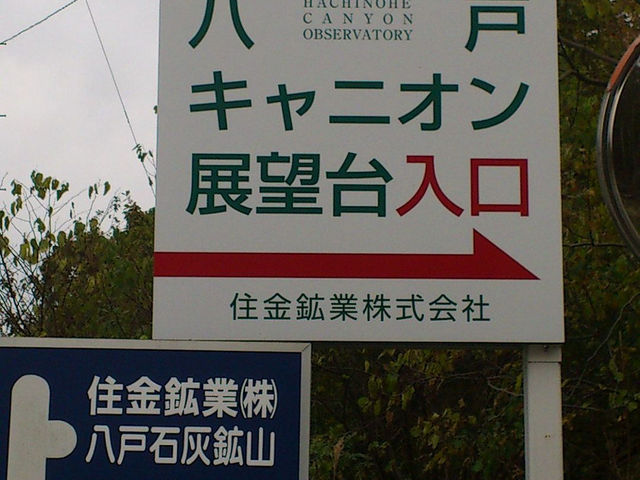 八戸
HACHINOHE
CANYON
OBSERVATORY
キャニオン
展望台入口
住金鉱業株式会社
住金鉱業㈱
八戸石灰鉱山